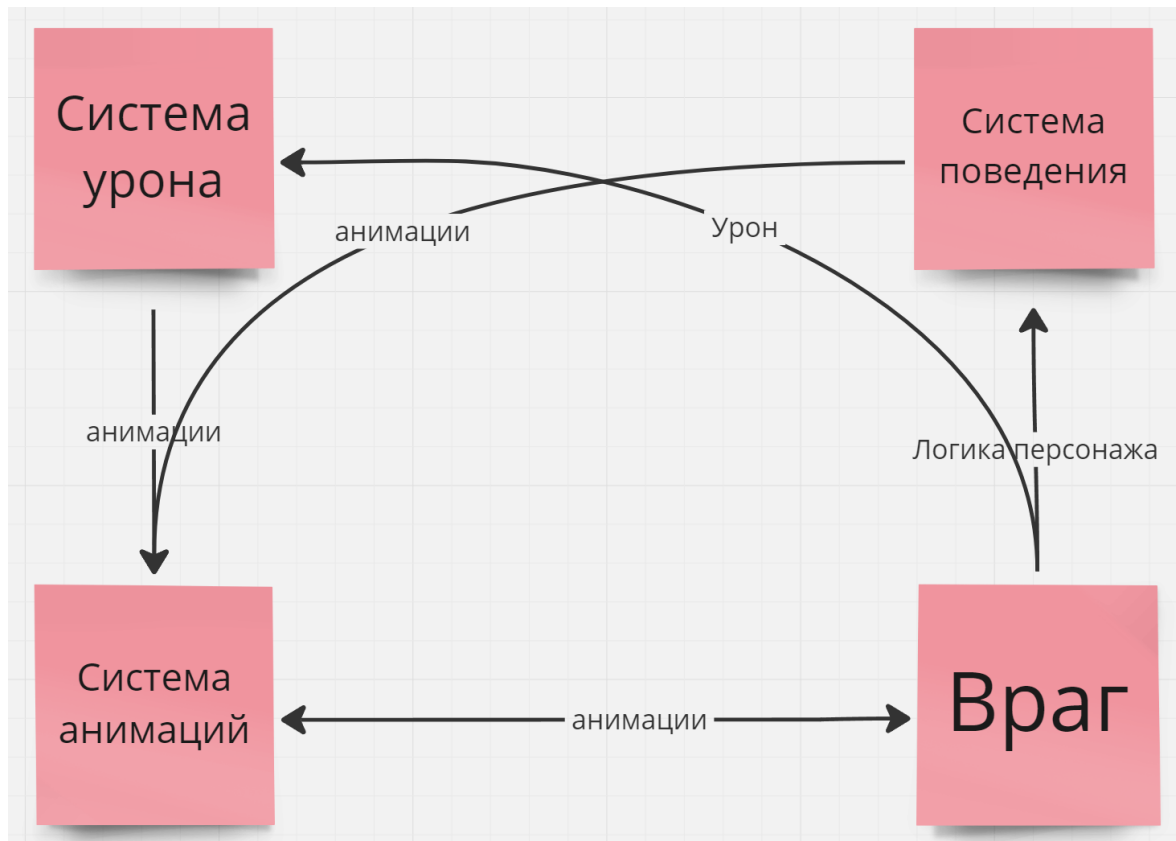 Система
урона
Система
поведения
анимации
Урон
анимации
Логика персонажа
Система
анимаций
анимации
Враг